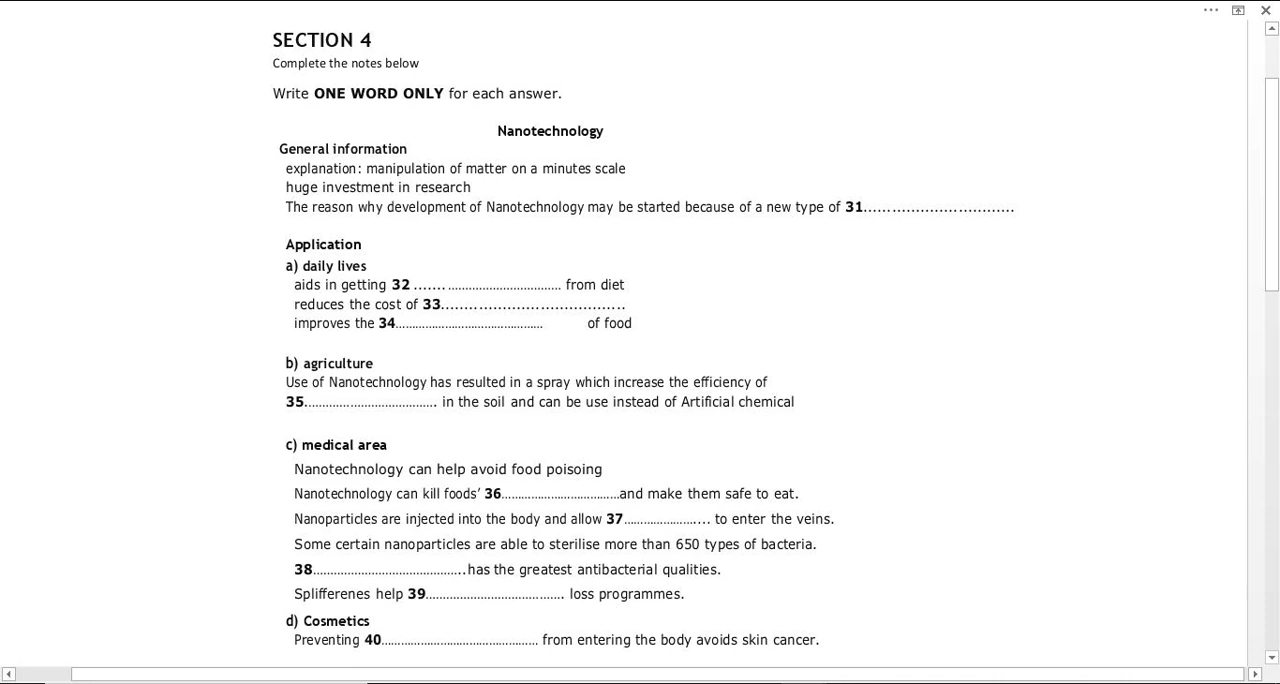 SECTION 4
Complete the notes below
Write ONE WORD ONLY for each answer.
Nanotechnology
General information
explanation: manipulation of matter on a minutes scale
huge investment in research
The reason why development of Nanotechnology may be started because of a new type of 31.................................
Application
a) daily lives
aids in getting 32 ....................................... from diet
reduces the cost of 33.......................................
improves the 34............................................ of food
b) agriculture
Use of Nanotechnology has resulted in a spray which increase the efficiency of
35....................................... in the soil and can be use instead of Artificial chemical
c) medical area
Nanotechnology can help avoid food poisoing
Nanotechnology can kill foods’ 36...................................and make them safe to eat.
Nanoparticles are injected into the body and allow 37.......................... to enter the veins.
Some certain nanoparticles are able to sterilise more than 650 types of bacteria.
38............................................has the greatest antibacterial qualities.
Splifferenes help 39......................................... loss programmes.
d) Cosmetics
Preventing 40.............................................. from entering the body avoids skin cancer.